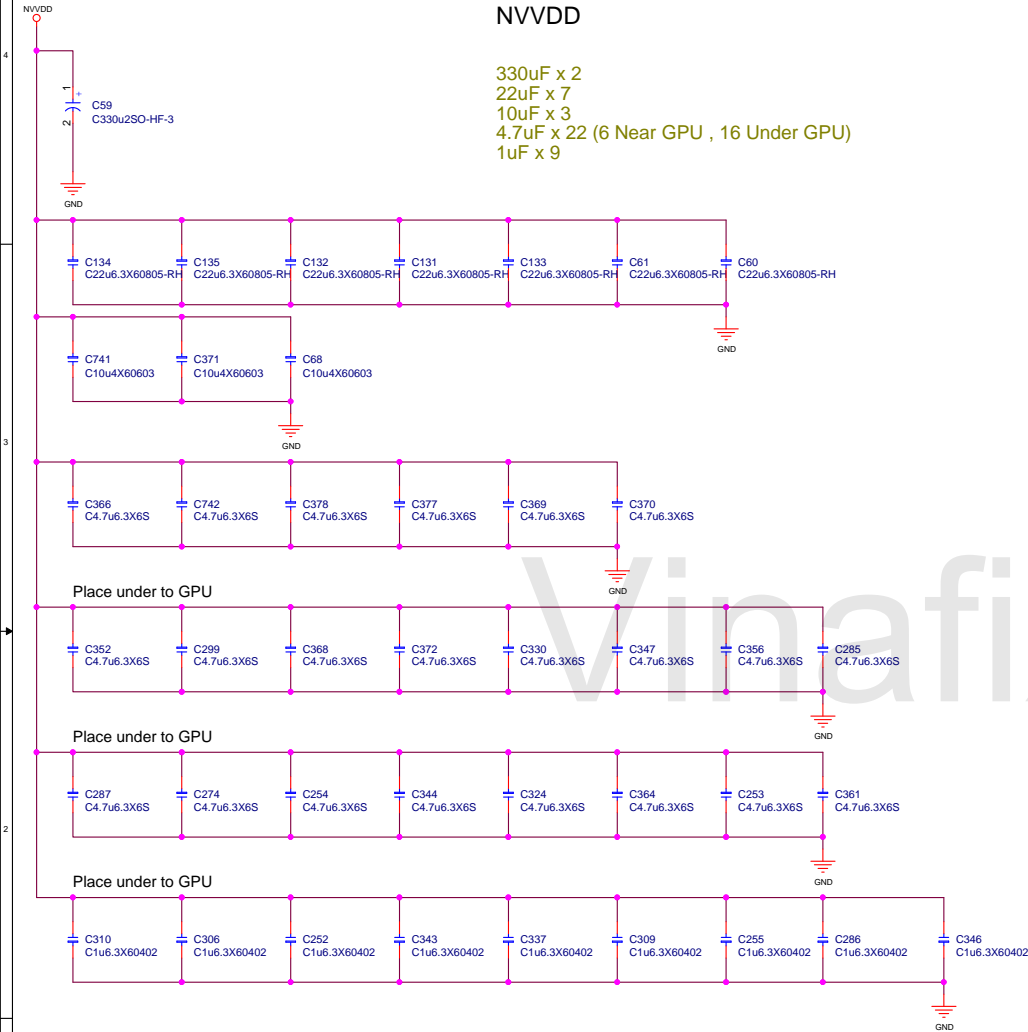 NVVDD
NVVDD
4
330uF x 2
22uF x 7
10uF x 3
4.7uF x 22 (6 Near GPU , 16 Under GPU)
1uF x 9
1
+
2
C59
C330u2SO-HF-3
GND
C134 C135 C132 C131 C133 C61 C60
C22u6.3X60805-RH C22u6.3X60805-RH C22u6.3X60805-RH C22u6.3X60805-RH C22u6.3X60805-RH C22u6.3X60805-RH C22u6.3X60805-RH
GND
C741 C371 C68
C10u4X60603 C10u4X60603 C10u4X60603
GND
3
C366 C742 C378 C377 C369 C370
C4.7u6.3X6S C4.7u6.3X6S C4.7u6.3X6S C4.7u6.3X6S C4.7u6.3X6S C4.7u6.3X6S
GND
Vinafi
Place under to GPU
C352 C299 C368 C372 C330 C347 C356 C285
C4.7u6.3X6S C4.7u6.3X6S C4.7u6.3X6S C4.7u6.3X6S C4.7u6.3X6S C4.7u6.3X6S C4.7u6.3X6S C4.7u6.3X6S
GND
Place under to GPU
C287 C274 C254 C344 C324 C364 C253 C361
C4.7u6.3X6S C4.7u6.3X6S C4.7u6.3X6S C4.7u6.3X6S C4.7u6.3X6S C4.7u6.3X6S C4.7u6.3X6S C4.7u6.3X6S
2
GND
Place under to GPU
C310 C306 C252 C343 C337 C309 C255 C286 C346
C1u6.3X60402 C1u6.3X60402 C1u6.3X60402 C1u6.3X60402 C1u6.3X60402 C1u6.3X60402 C1u6.3X60402 C1u6.3X60402 C1u6.3X60402
GND